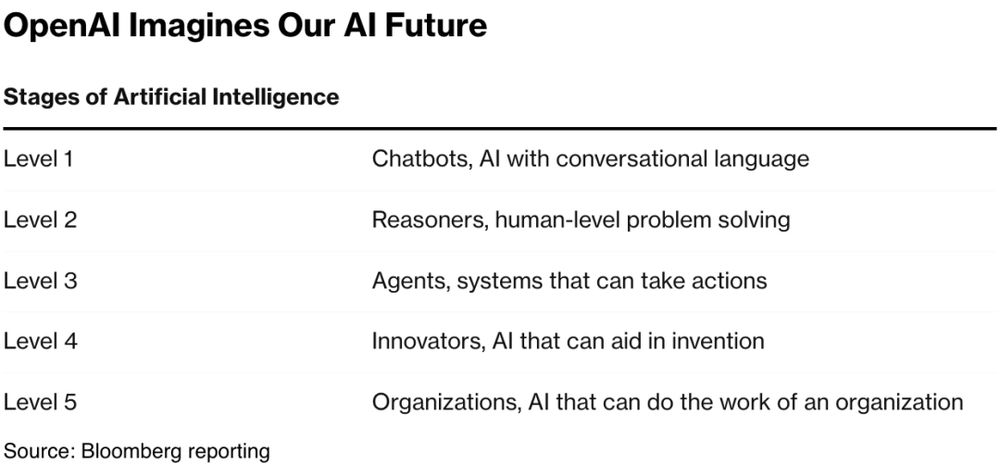 OpenAI Imagines Our AI Future
Stages of Artificial Intelligence
Level 1 Chatbots, AI with conversational language
Level 2 Reasoners, human-level problem solving
Level 3 Agents, systems that can take actions
Level 4 Innovators, AI that can aid in invention
Level 5 Organizations, AI that can do the work of an organization
Source: Bloomberg reporting